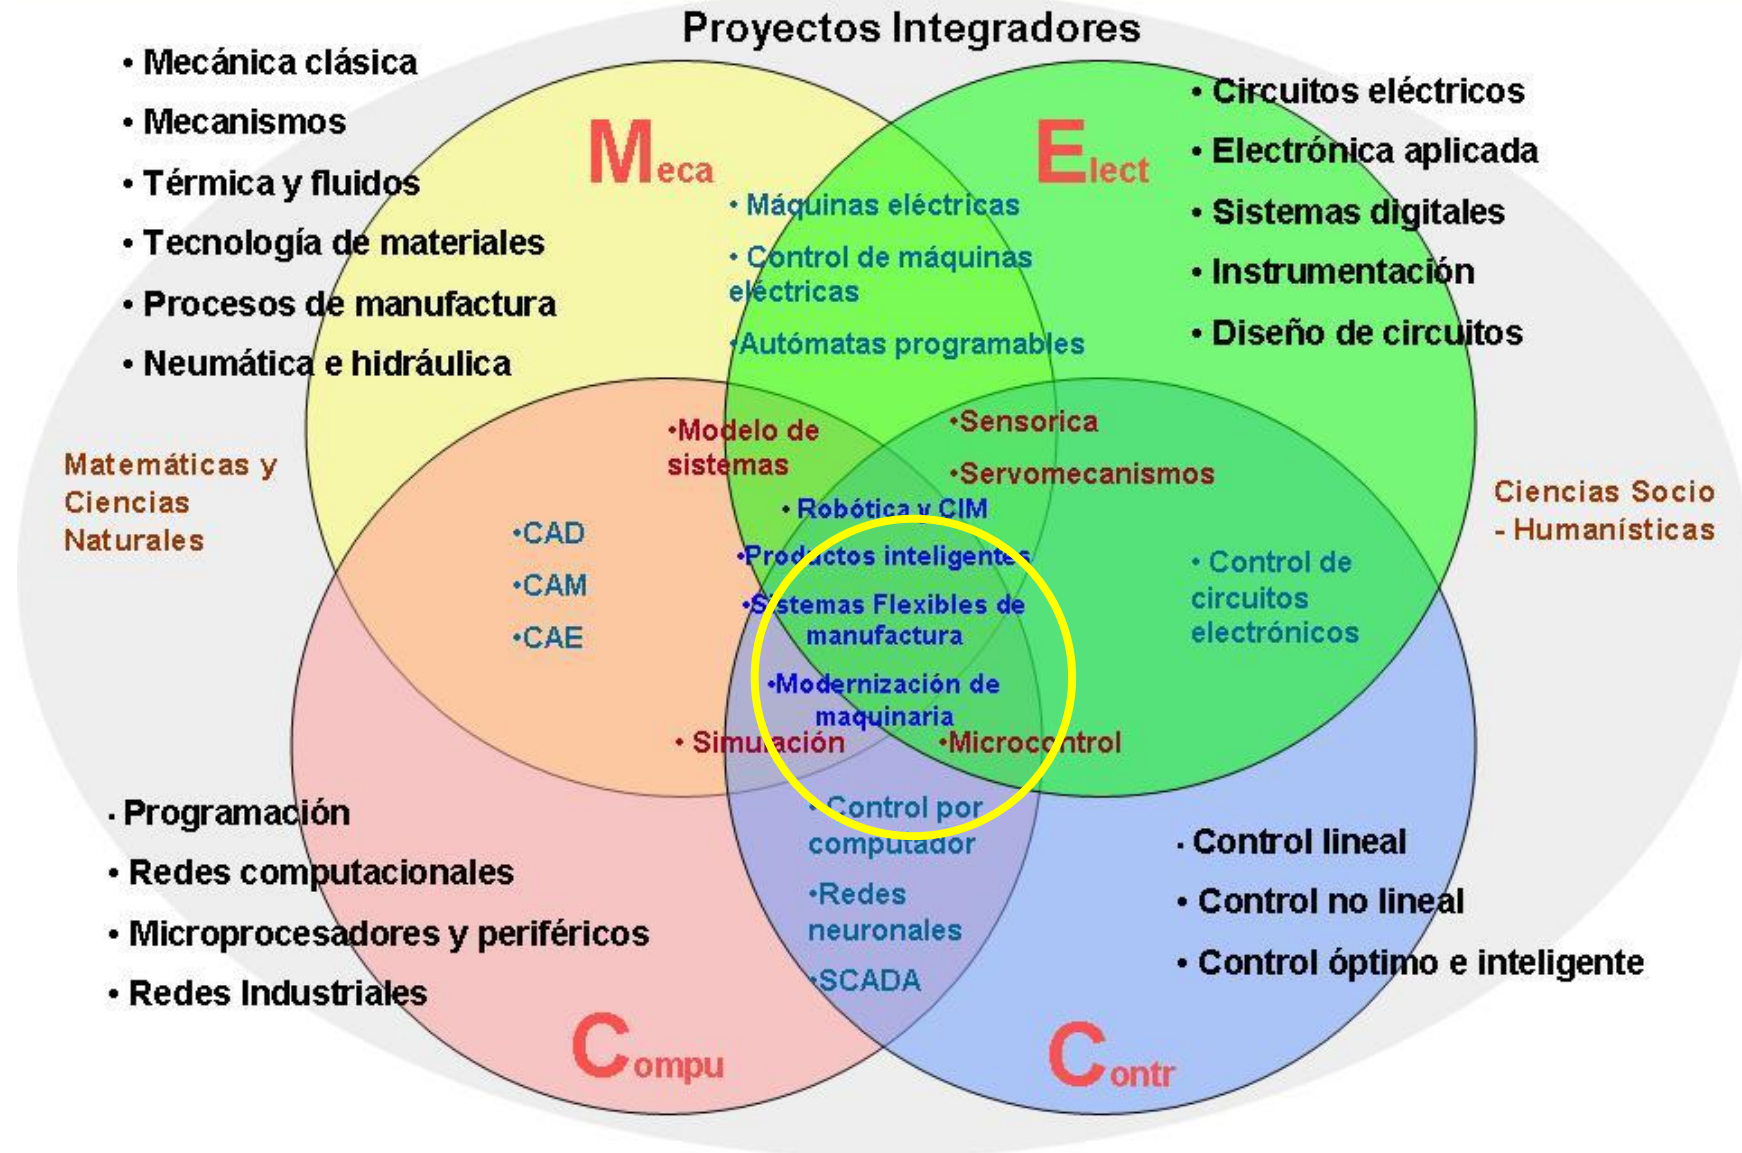 Proyectos Integradores
• Mecánica clásica
• Mecanismos
• Térmica y fluidos
• Tecnología de materiales
• Procesos de manufactura
• Neumática e hidráulica
Meca
Elect
• Circuitos eléctricos
• Electrónica aplicada
• Sistemas digitales
• Instrumentación
• Diseño de circuitos
• Máquinas eléctricas
• Control de máquinas
eléctricas
•Autómatas programables
Matemáticas y
Ciencias
Naturales
•Modelo de
sistemas
•Sensorica
•Servomecanismos
Ciencias Socio
- Humanísticas
•CAD
•CAM
•CAE
• Robótica y CIM
•Productos inteligentes
•Sistemas Flexibles de
manufactura
•Modernización de
maquinaria
• Control de
circuitos
electrónicos
• Simulación
•Microcontrol
• Programación
• Redes computacionales
• Microprocesadores y periféricos
• Redes Industriales
• Control por
computador
•Redes
neuronales
•SCADA
• Control lineal
• Control no lineal
• Control óptimo e inteligente
Compu
Contr